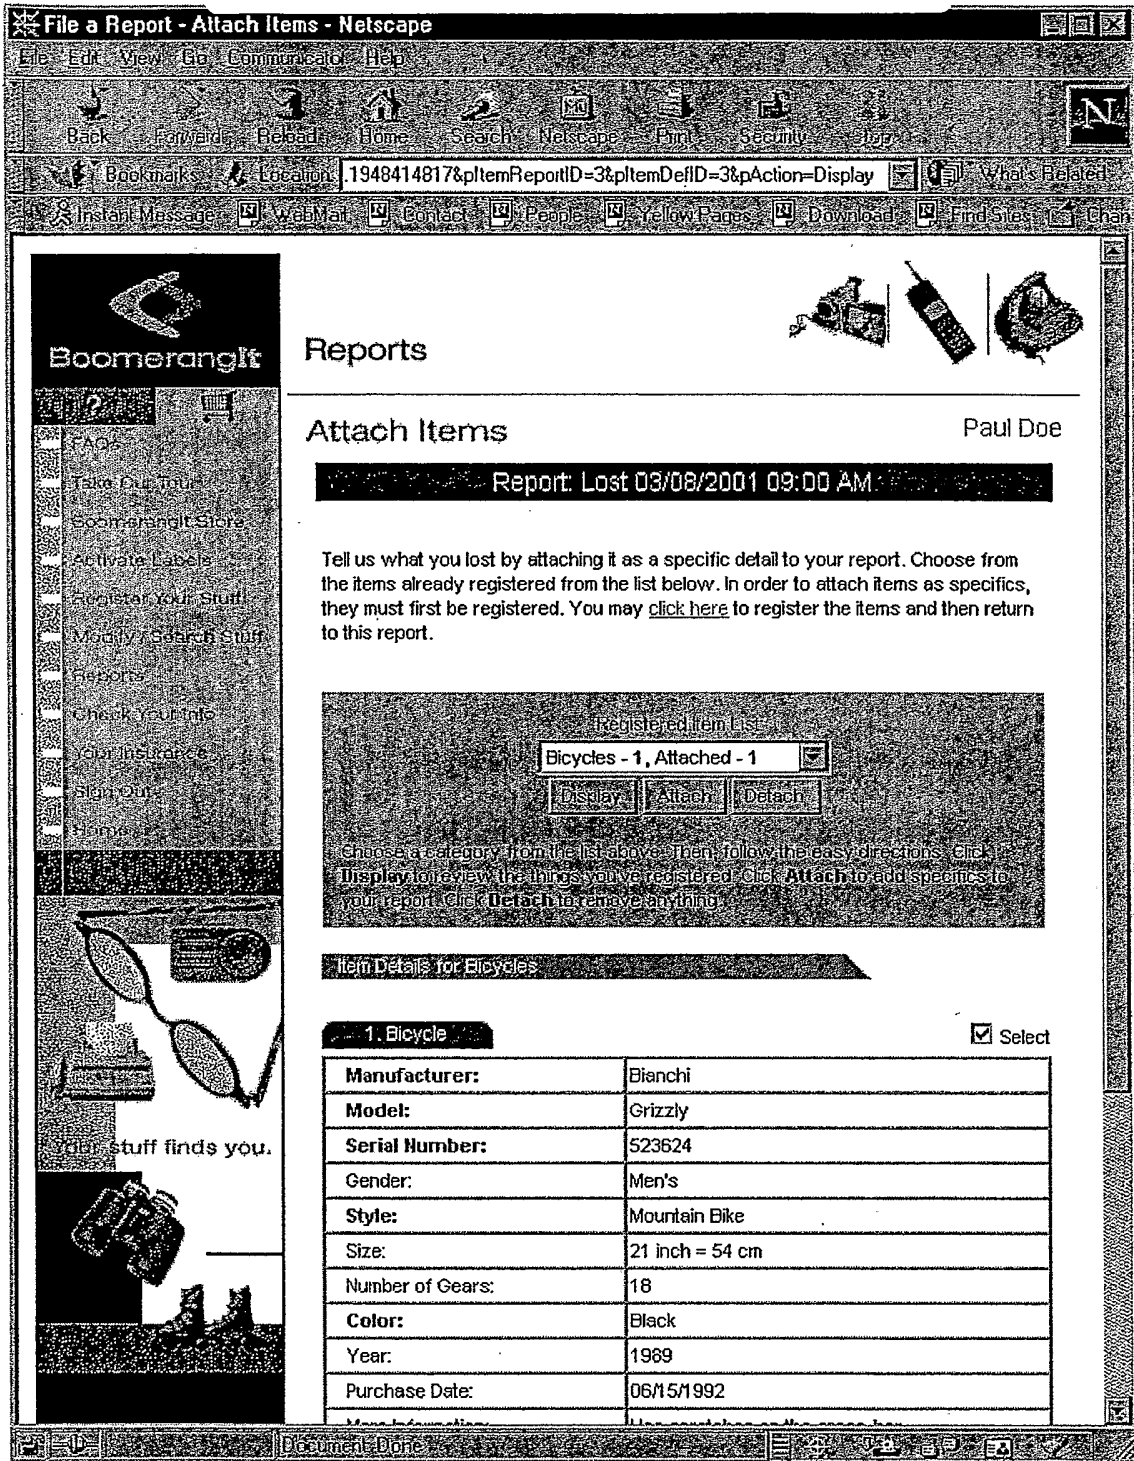 File a Report - Attach Items - Netscape
File Edit View Go Communicator Help
Back Forward Reload Home Search Netscape Print Security Stop
N
Bookmarks Location: .1948414817&pItemReportID=3&pItemDefID=3&pAction=Display What's Related
Instant Message WebMail Contact People Yellow Pages Download Find Sites Chan
BoomerangIt
Reports
?
FAQs
Take Our Tour
BoomerangIt Store
Activate Labels
Register Your Stuff!
Modify / Search Stuff
Reports
Check Your Info
Your Insurance
Sign Out
Home
Your stuff finds you.
Attach Items
Paul Doe
Report: Lost 03/08/2001 09:00 AM
Tell us what you lost by attaching it as a specific detail to your report. Choose from
the items already registered from the list below. In order to attach items as specifics,
they must first be registered. You may click here to register the items and then return
to this report.
Registered Item List
Bicycles - 1, Attached - 1
Display Attach Detach
Choose a category from the list above. Then, follow the easy directions. Click
Display to review the things you've registered. Click Attach to add specifics to
your report. Click Detach to remove anything.
Item Details for Bicycles
1. Bicycle
Select
Manufacturer: Bianchi
Model: Grizzly
Serial Number: 523624
Gender: Men's
Style: Mountain Bike
Size: 21 inch = 54 cm
Number of Gears: 18
Color: Black
Year: 1989
Purchase Date: 06/15/1992
More Information: Has scratches on the cross bar
Document: Done